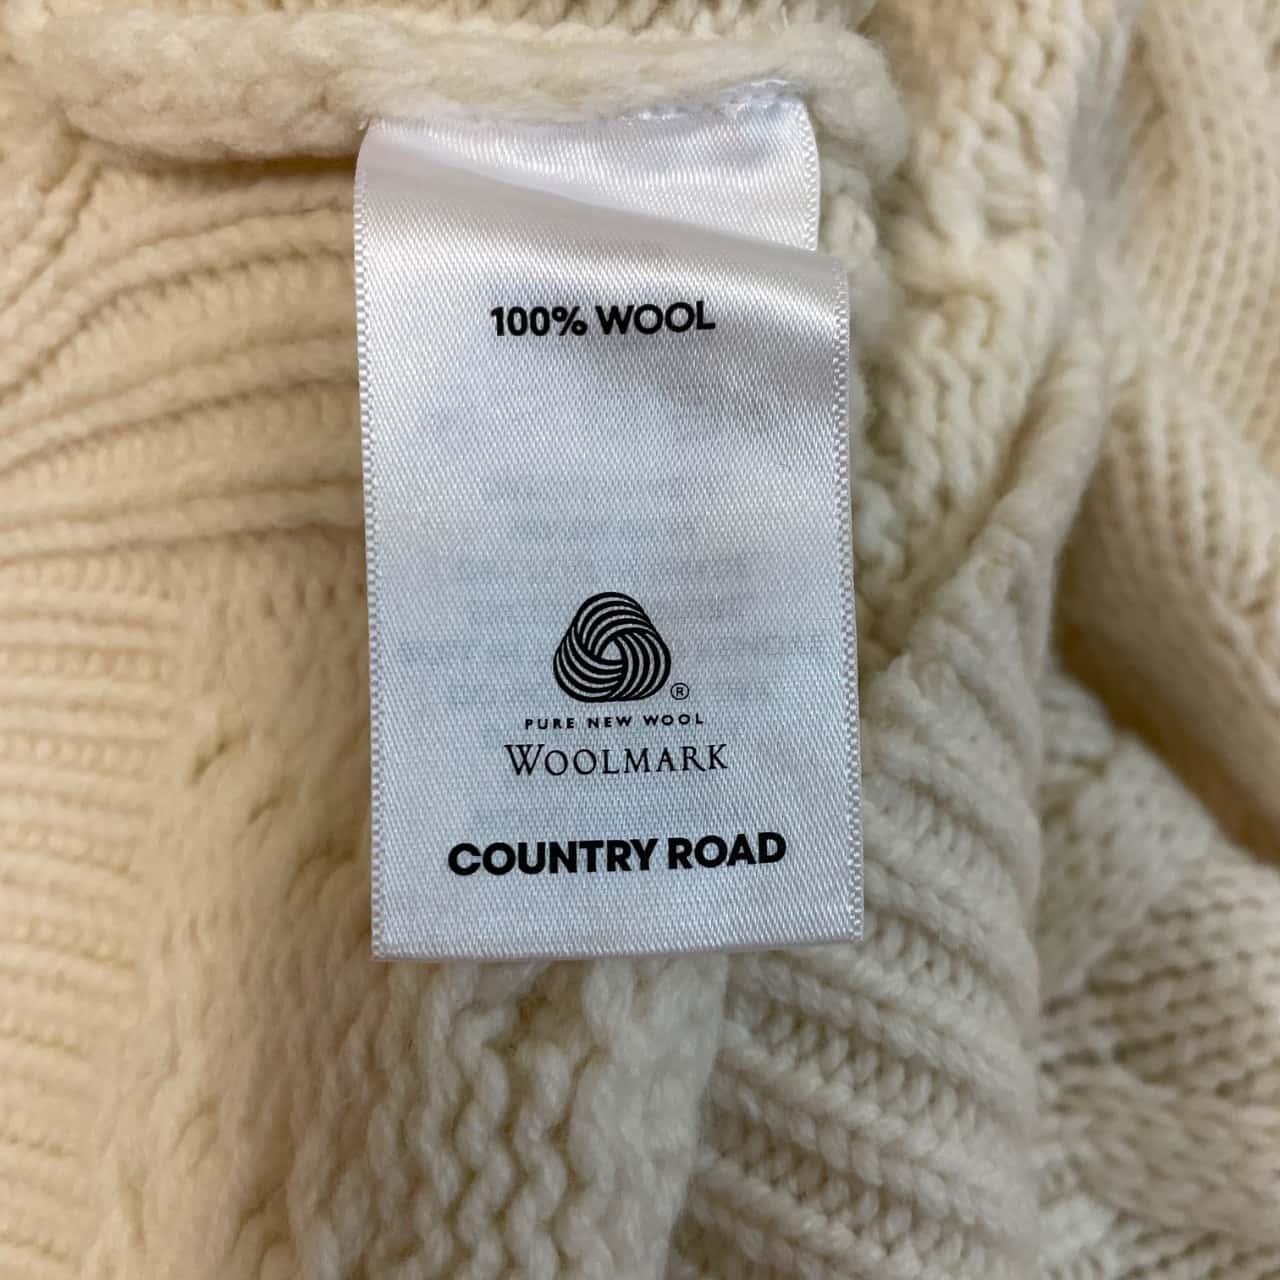 100% WOOL
®
PURE NEW WOOL
WOOLMARK
COUNTRY ROAD